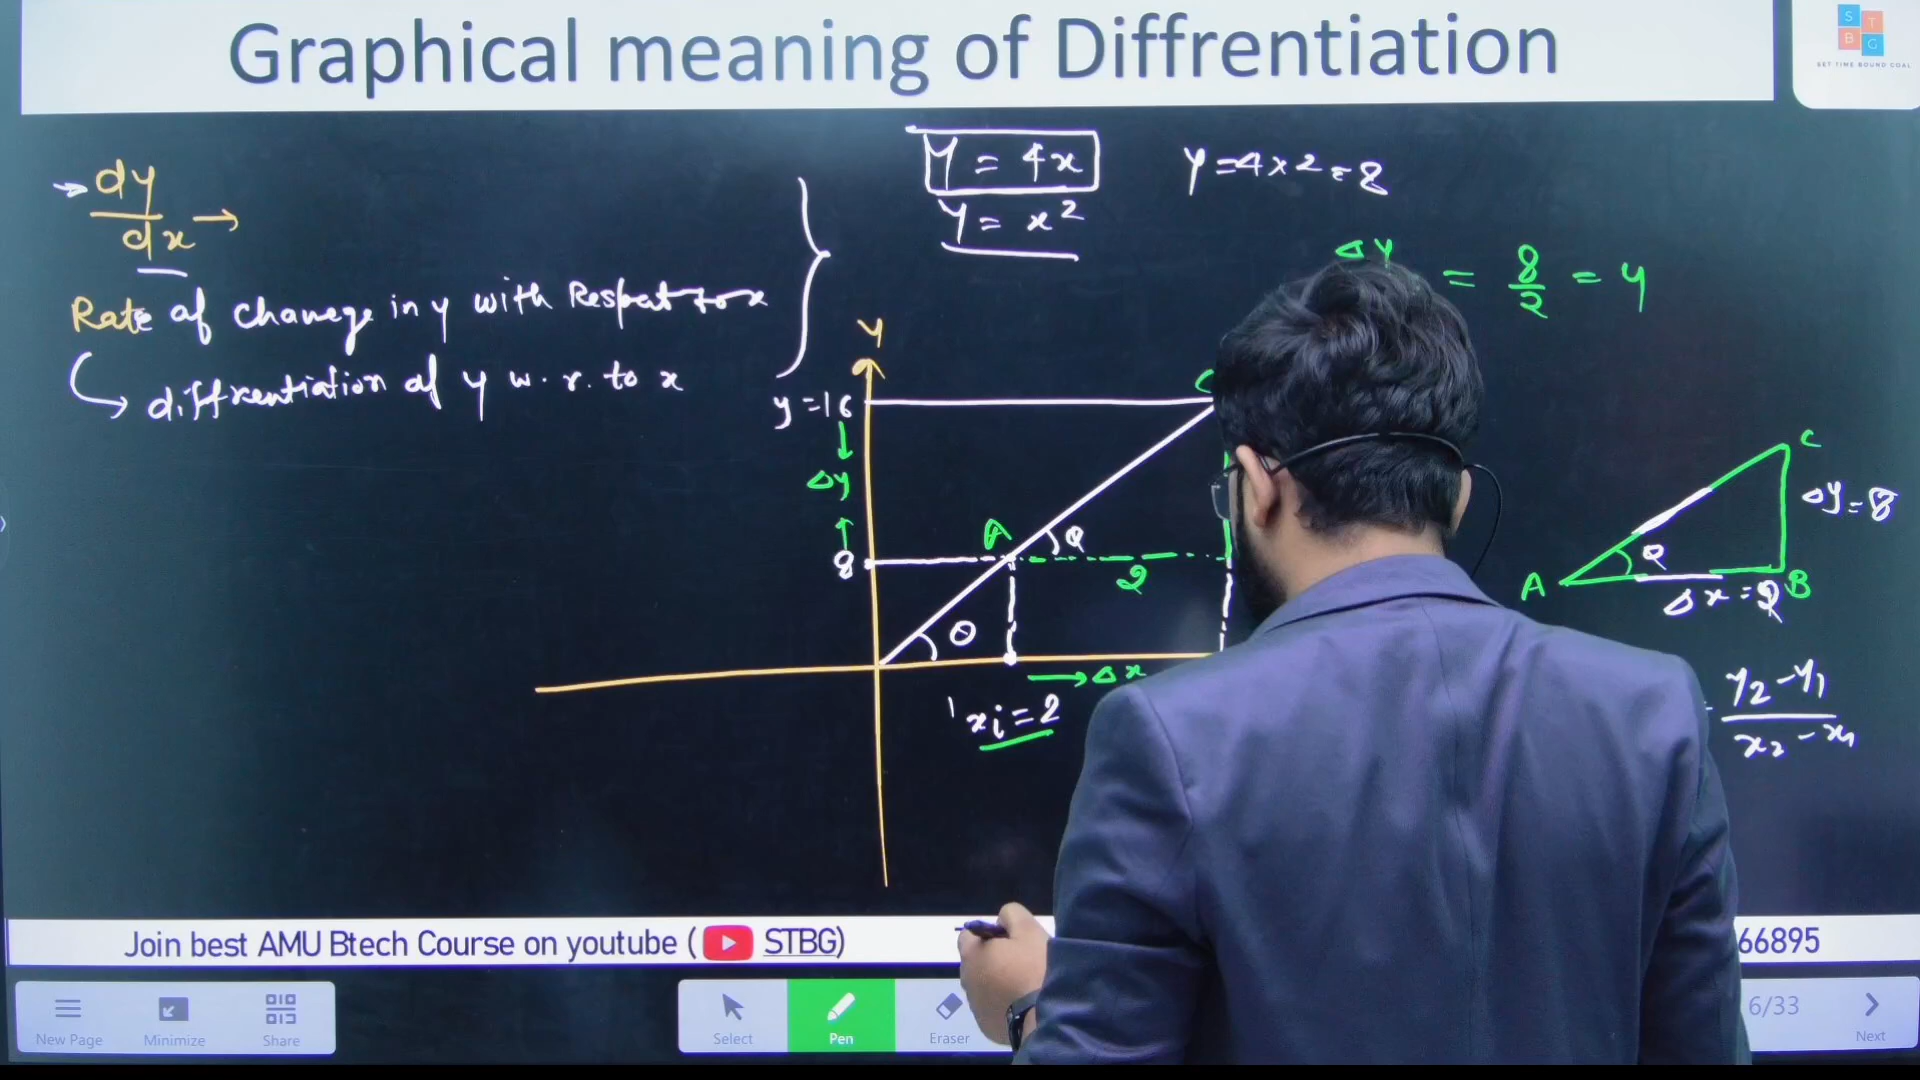 Graphical meaning of Diffrentiation
S T
B G
SET TIME BOUND GOAL
dy
dx
Y = 4x
Y = 4 x 2 = 8
Y = x²
ΔY
= 8/2 = 4
Rate of change in y with Respect to x
diffrentiation of y w.r. to x
Y
y = 16
C
Δy
A
θ
8
2
θ
Δx
xi = 2
C
ΔY = 8
θ
A
B
Δx = 2
Y2 - Y1
x2 - x1
Join best AMU Btech Course on youtube ( STBG)
66895
New Page
Minimize
Share
Select
Pen
Eraser
6/33
Next